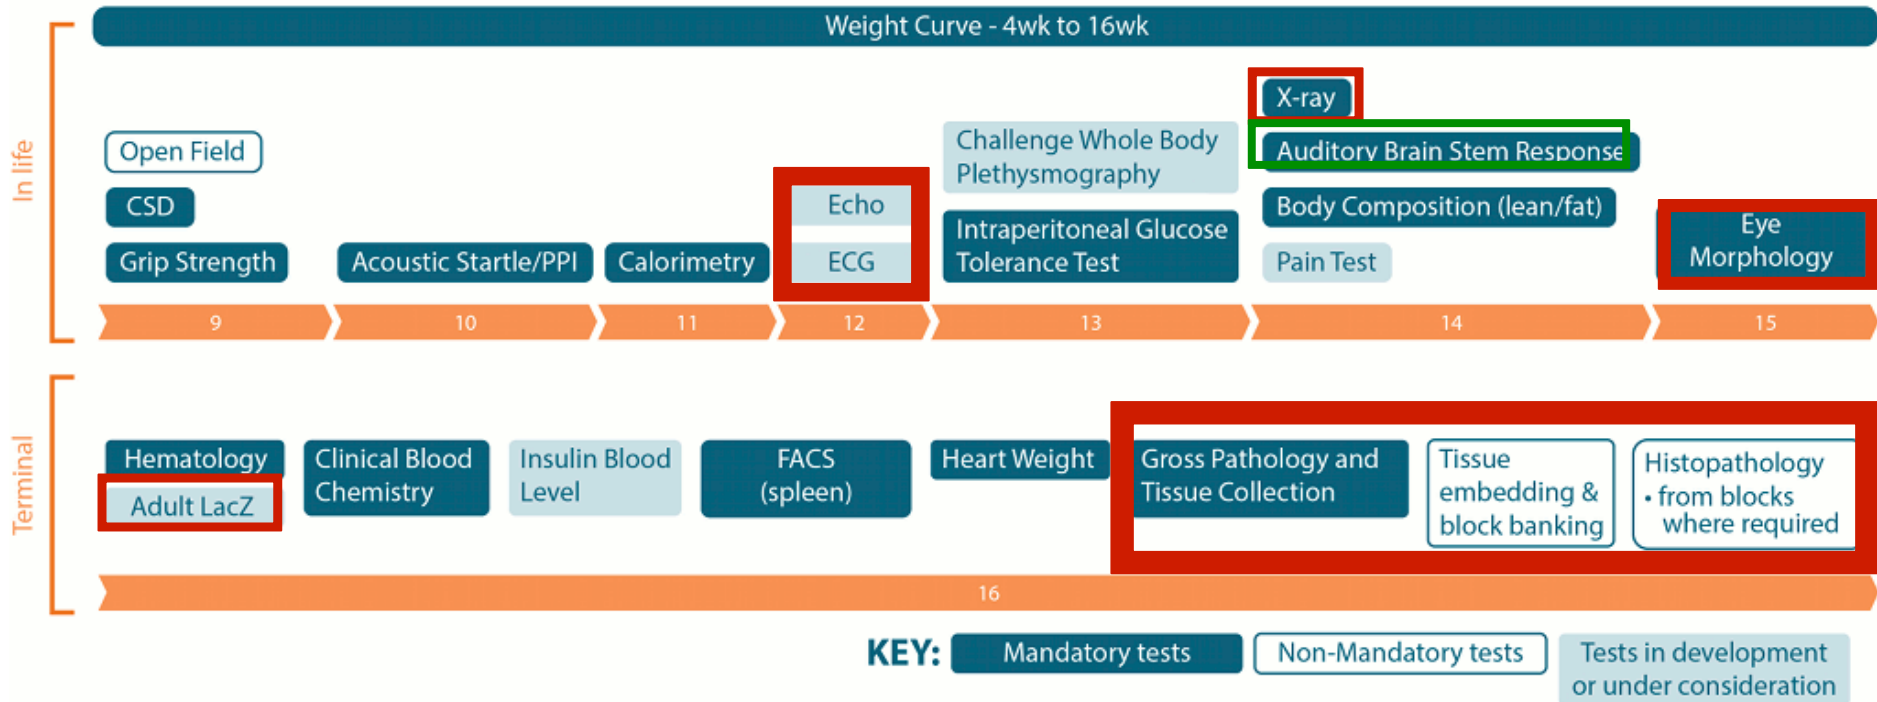 Weight Curve - 4wk to 16wk
In life
X-ray
Open Field
Challenge Whole Body
Plethysmography
Auditory Brain Stem Response
CSD
Echo
Body Composition (lean/fat)
Intraperitoneal Glucose
Tolerance Test
Eye
Morphology
Grip Strength
Acoustic Startle/PPI
Calorimetry
ECG
Pain Test
9
10
11
12
13
14
15
Terminal
Hematology
Adult LacZ
Clinical Blood
Chemistry
Insulin Blood
Level
FACS
(spleen)
Heart Weight
Gross Pathology and
Tissue Collection
Tissue
embedding &
block banking
Histopathology
• from blocks
where required
16
KEY:
Mandatory tests
Non-Mandatory tests
Tests in development
or under consideration